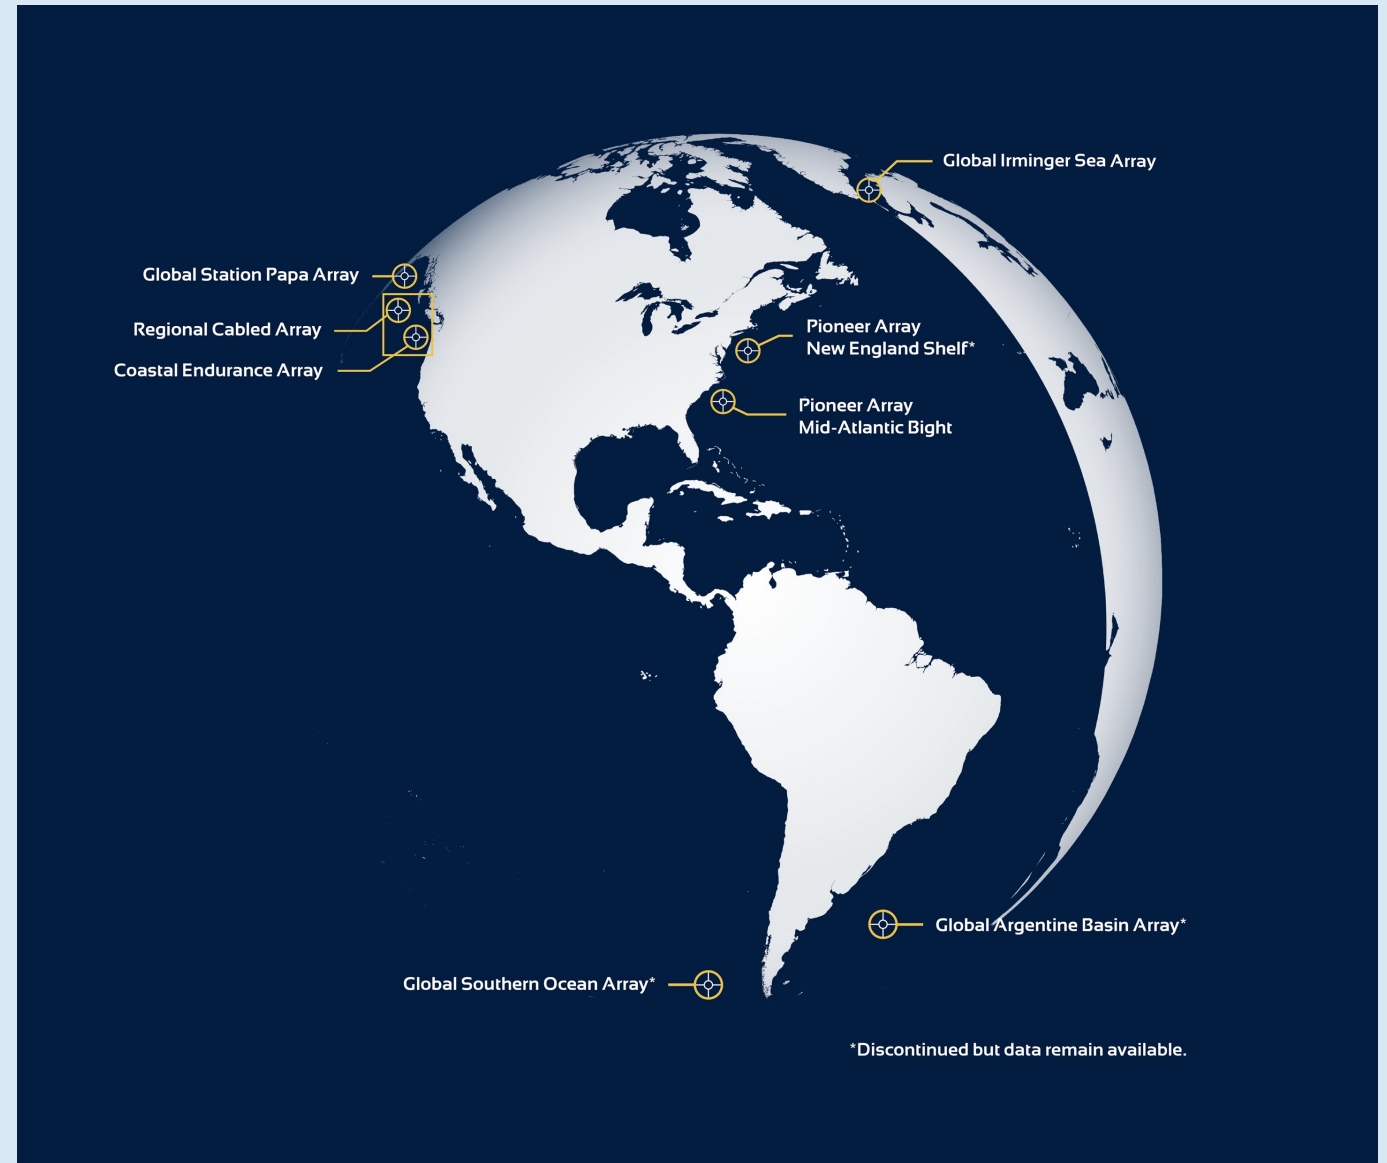 Global Irminger Sea Array
Global Station Papa Array
Regional Cabled Array
Coastal Endurance Array
Pioneer Array
New England Shelf*
Pioneer Array
Mid-Atlantic Bight
Global Argentine Basin Array*
Global Southern Ocean Array*
*Discontinued but data remain available.